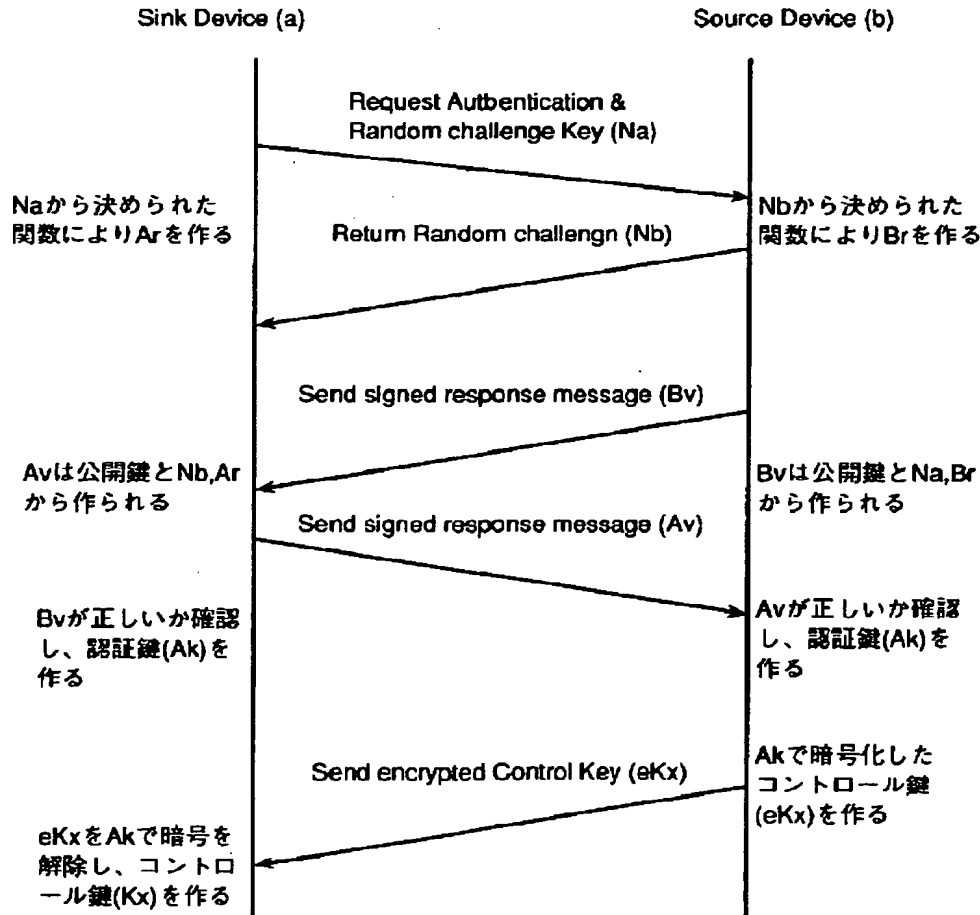 Sink Device (a)
Source Device (b)
Request Autbentication &
Random challenge Key (Na)
Naから決められた
関数によりArを作る
Return Random challengn (Nb)
Nbから決められた
関数によりBrを作る
Send signed response message (Bv)
Avは公開鍵とNb,Ar
から作られる
Bvは公開鍵とNa,Br
から作られる
Send signed response message (Av)
Bvが正しいか確認
し、認証鍵(Ak)を
作る
Avが正しいか確認
し、認証鍵(Ak)を
作る
Send encrypted Control Key (eKx)
Akで暗号化した
コントロール鍵
(eKx)を作る
eKxをAkで暗号を
解除し、コントロ
ール鍵(Kx)を作る